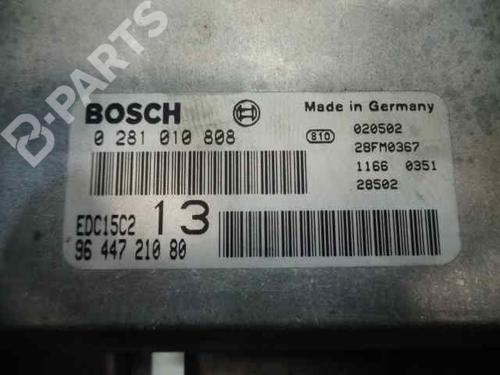 B-PARTS
BOSCH
Made in Germany
0 281 010 808
810
020502
28FM0367
1166 0351
28502
EDC15C2
13
96 447 210 80